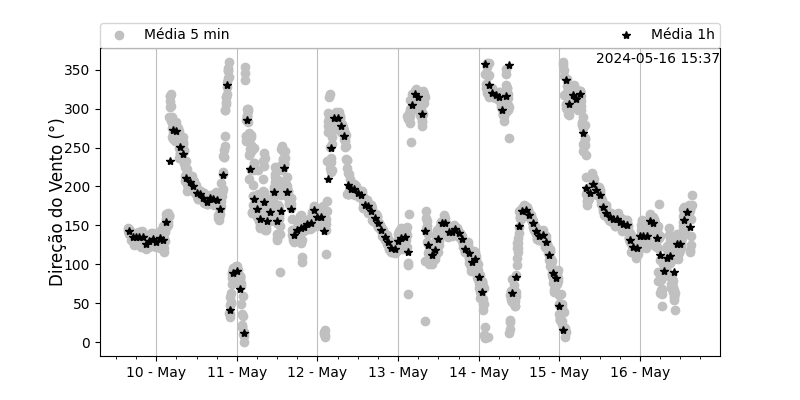 Média 5 min
Média 1h
2024-05-16 15:37
Direção do Vento (°)
350
300
250
200
150
100
50
0
10 - May
11 - May
12 - May
13 - May
14 - May
15 - May
16 - May